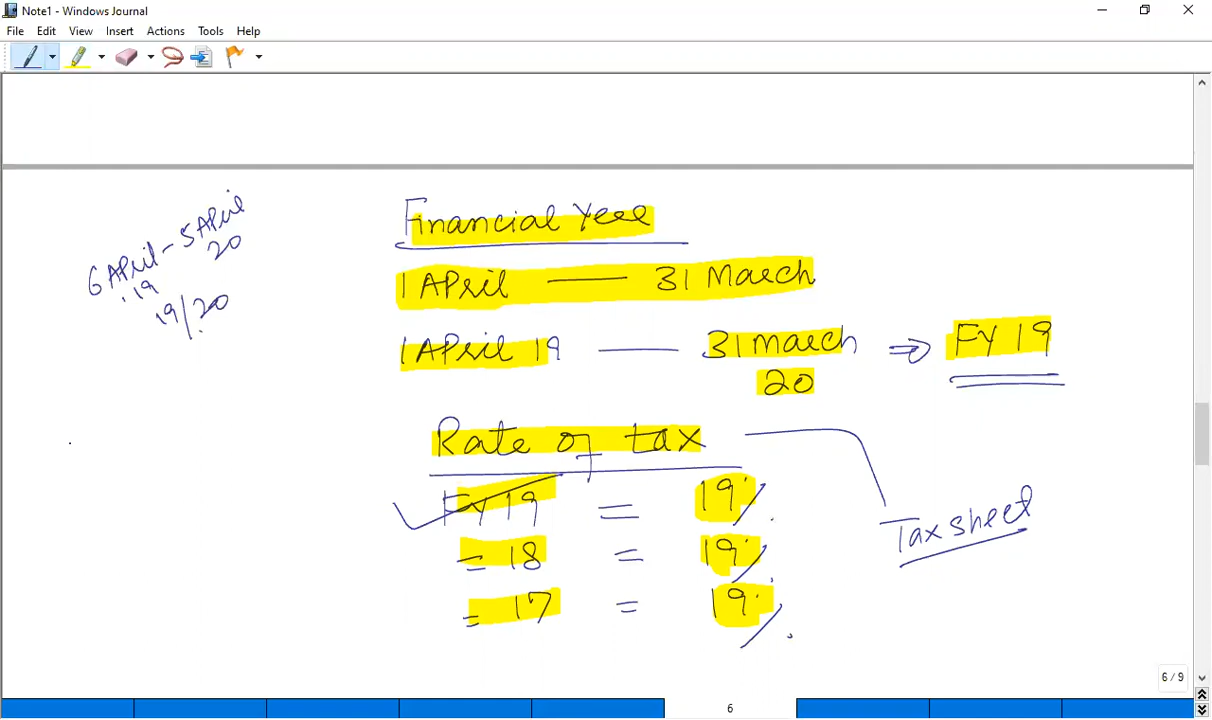 Note1 - Windows Journal
File Edit View Insert Actions Tools Help
6 April - 5 April
'19 20
19/20
Financial Year
1 April — 31 March
1 April 19 — 31 March ⇒ FY 19
20
Rate of tax
FY 19 = 19%
= 18 = 19%
= 17 = 19%
Tax sheet
6 / 9
6